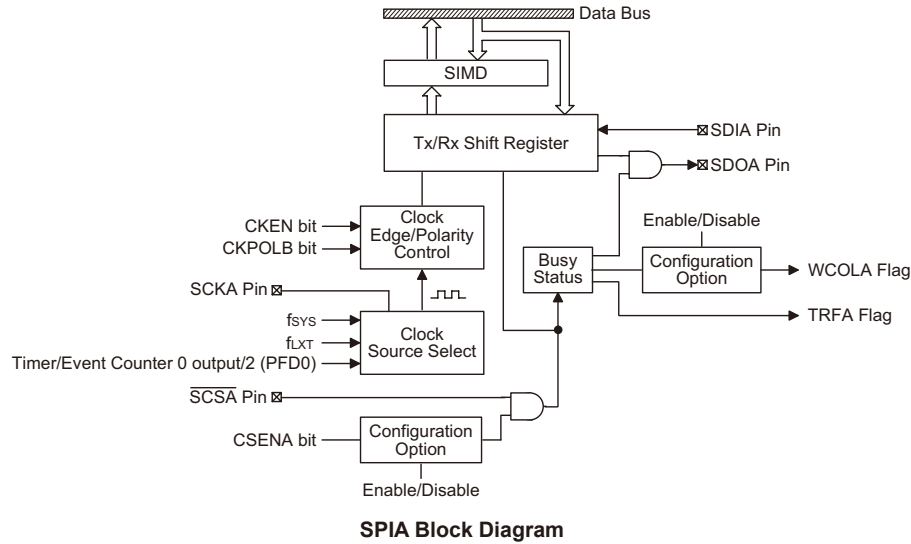 Data Bus
SIMD
Tx/Rx Shift Register
SDIA Pin
SDOA Pin
CKEN bit
CKPOLB bit
Clock
Edge/Polarity
Control
Enable/Disable
Busy
Status
Configuration
Option
WCOLA Flag
TRFA Flag
SCKA Pin
fSYS
fLXT
Timer/Event Counter 0 output/2 (PFD0)
Clock
Source Select
SCSA Pin
CSENA bit
Configuration
Option
Enable/Disable
SPIA Block Diagram